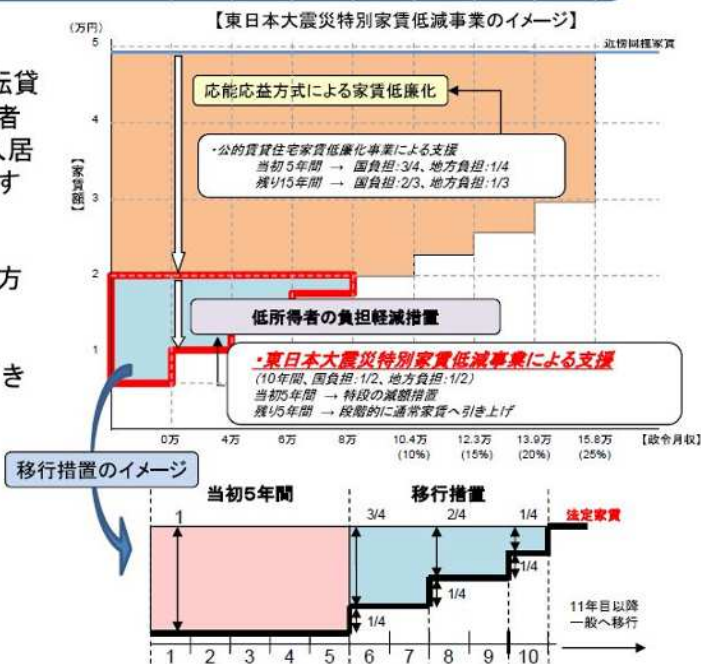 【東日本大震災特別家賃低減事業のイメージ】
(万円)
5
近傍同種家賃
転貸
者
入居
す
方
き
応能応益方式による家賃低廉化
4
・公的賃貸住宅家賃低廉化事業による支援
当初5年間 → 国負担:3/4、地方負担:1/4
残り15年間 → 国負担:2/3、地方負担:1/3
【家賃額】
3
2
低所得者の負担軽減措置
1
・東日本大震災特別家賃低減事業による支援
(10年間、国負担:1/2、地方負担:1/2)
当初5年間 → 特段の減額措置
残り5年間 → 段階的に通常家賃へ引き上げ
0万 4万 6万 8万 10.4万 12.3万 13.9万 15.8万 【政令月収】
(10%) (15%) (20%) (25%)
移行措置のイメージ
当初5年間 移行措置
1 3/4 2/4 1/4 法定家賃
1/4
1/4
1/4
11年目以降
一般へ移行
1 2 3 4 5 6 7 8 9 10